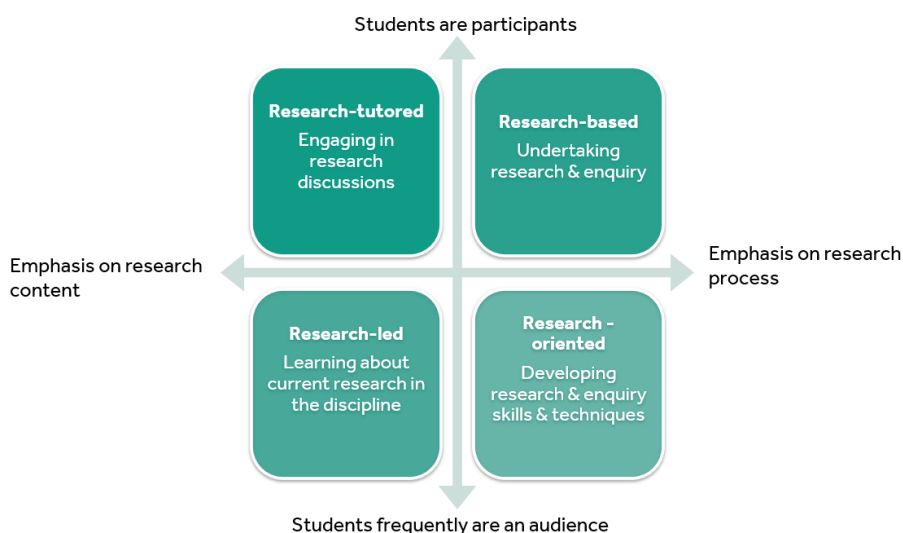 Students are participants
Research-tutored
Engaging in
research
discussions
Research-based
Undertaking
research & enquiry
Emphasis on research
content
Emphasis on research
process
Research-led
Learning about
current research in
the discipline
Research -
oriented
Developing
research & enquiry
skills & techniques
Students frequently are an audience